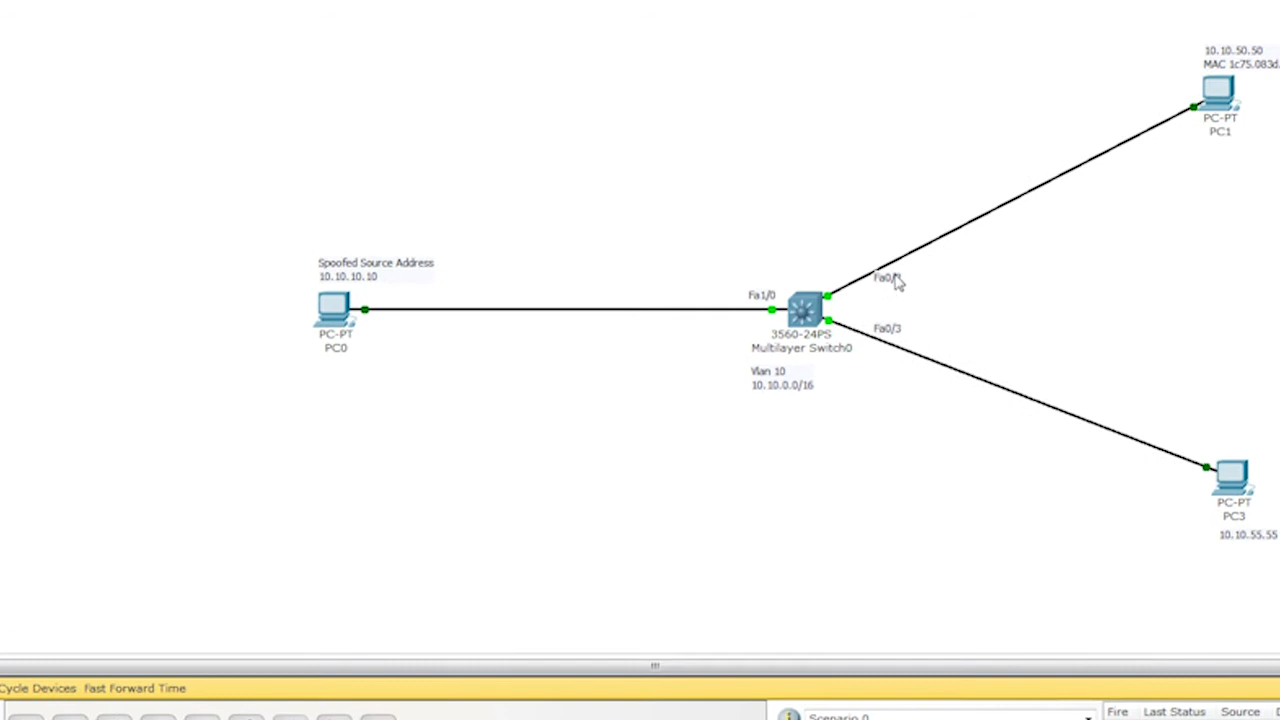 10.10.50.50
MAC 1c75.083d.
PC-PT
PC1
Spoofed Source Address
10.10.10.10
PC-PT
PC0
Fa1/0
3560-24PS
Multilayer Switch0
Vlan 10
10.10.0.0/16
Fa0/3
PC-PT
PC3
10.10.55.55
Cycle Devices Fast Forward Time
Scenario 0
Fire Last Status Source